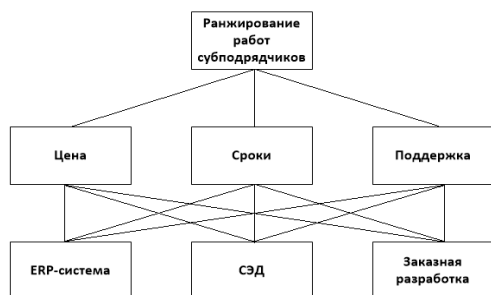 Ранжирование
работ
субподрядчиков
Цена
Сроки
Поддержка
ERP-система
СЭД
Заказная
разработка